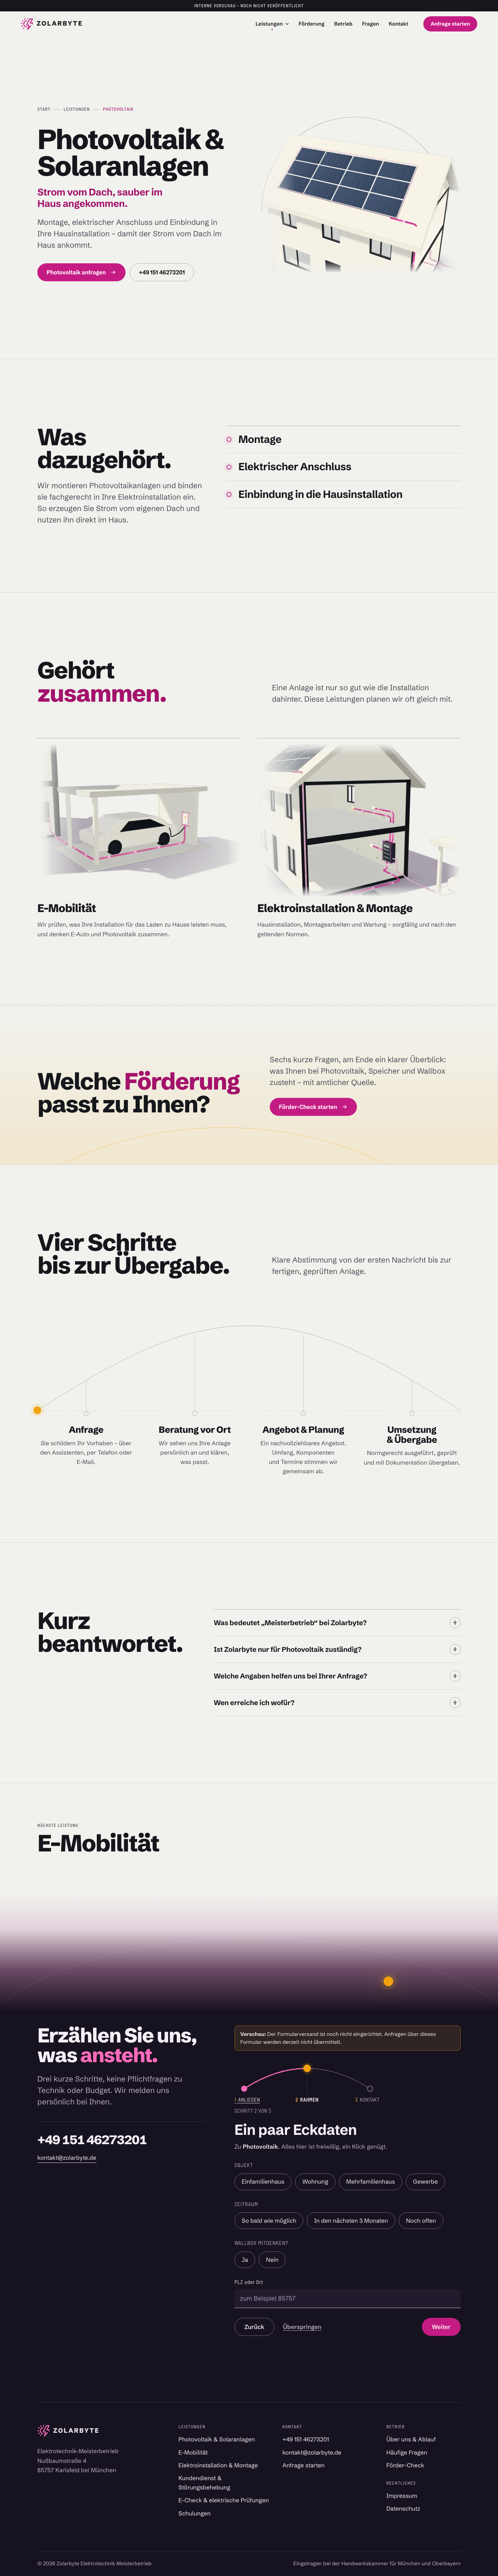 INTERNE VORSCHAU – NOCH NICHT VERÖFFENTLICHT
ZOLARBYTE
Leistungen
Förderung
Betrieb
Fragen
Kontakt
Anfrage starten
START
LEISTUNGEN
PHOTOVOLTAIK
Photovoltaik &
Solaranlagen
Strom vom Dach, sauber im
Haus angekommen.
Montage, elektrischer Anschluss und Einbindung in
Ihre Hausinstallation – damit der Strom vom Dach im
Haus ankommt.
Photovoltaik anfragen →
+49 151 46273201
Was
dazugehört.
Wir montieren Photovoltaikanlagen und binden
sie fachgerecht in Ihre Elektroinstallation ein.
So erzeugen Sie Strom vom eigenen Dach und
nutzen ihn direkt im Haus.
Montage
Elektrischer Anschluss
Einbindung in die Hausinstallation
Gehört
zusammen.
Eine Anlage ist nur so gut wie die Installation
dahinter. Diese Leistungen planen wir oft gleich mit.
E-Mobilität
Wir prüfen, was Ihre Installation für das Laden zu Hause leisten muss,
und denken E-Auto und Photovoltaik zusammen.
Elektroinstallation & Montage
Hausinstallation, Montagearbeiten und Wartung – sorgfältig und nach den
geltenden Normen.
Welche Förderung
passt zu Ihnen?
Sechs kurze Fragen, am Ende ein klarer Überblick:
was Ihnen bei Photovoltaik, Speicher und Wallbox
zusteht – mit amtlicher Quelle.
Förder-Check starten →
Vier Schritte
bis zur Übergabe.
Klare Abstimmung von der ersten Nachricht bis zur
fertigen, geprüften Anlage.
Anfrage
Sie schildern Ihr Vorhaben – über
den Assistenten, per Telefon oder
E-Mail.
Beratung vor Ort
Wir sehen uns Ihre Anlage
persönlich an und klären,
was passt.
Angebot & Planung
Ein nachvollziehbares Angebot.
Umfang, Komponenten
und Termine stimmen wir
gemeinsam ab.
Umsetzung
& Übergabe
Normgerecht ausgeführt, geprüft
und mit Dokumentation übergeben.
Kurz
beantwortet.
Was bedeutet „Meisterbetrieb“ bei Zolarbyte?
Ist Zolarbyte nur für Photovoltaik zuständig?
Welche Angaben helfen uns bei Ihrer Anfrage?
Wen erreiche ich wofür?
NÄCHSTE LEISTUNG
E-Mobilität
Erzählen Sie uns,
was ansteht.
Drei kurze Schritte, keine Pflichtfragen zu
Technik oder Budget. Wir melden uns
persönlich bei Ihnen.
+49 151 46273201
kontakt@zolarbyte.de
Vorschau: Der Formularversand ist noch nicht eingerichtet. Anfragen über dieses
Formular werden derzeit nicht übermittelt.
1 ANLIEGEN
2 RAHMEN
3 KONTAKT
SCHRITT 2 VON 3
Ein paar Eckdaten
Zu Photovoltaik. Alles hier ist freiwillig, ein Klick genügt.
OBJEKT
Einfamilienhaus
Wohnung
Mehrfamilienhaus
Gewerbe
ZEITRAUM
So bald wie möglich
In den nächsten 3 Monaten
Noch offen
WALLBOX MITDENKEN?
Ja
Nein
PLZ oder Ort
zum Beispiel 85757
Zurück
Überspringen
Weiter
ZOLARBYTE
Elektrotechnik-Meisterbetrieb
Nußbaumstraße 4
85757 Karlsfeld bei München
LEISTUNGEN
Photovoltaik & Solaranlagen
E-Mobilität
Elektroinstallation & Montage
Kundendienst &
Störungsbehebung
E-Check & elektrische Prüfungen
Schulungen
KONTAKT
+49 151 46273201
kontakt@zolarbyte.de
Anfrage starten
BETRIEB
Über uns & Ablauf
Häufige Fragen
Förder-Check
RECHTLICHES
Impressum
Datenschutz
© 2026 Zolarbyte Elektrotechnik Meisterbetrieb
Eingetragen bei der Handwerkskammer für München und Oberbayern